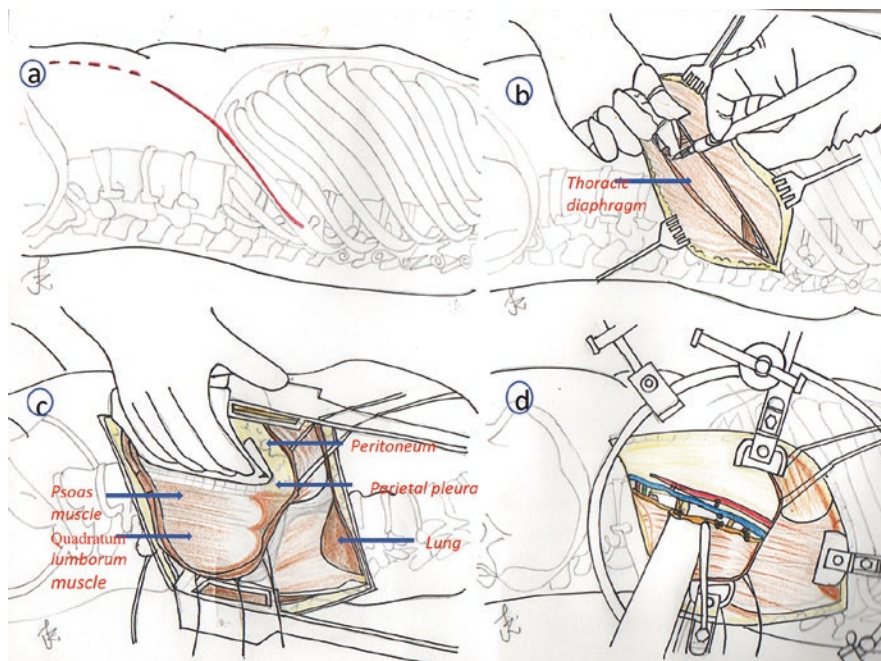 a
b
Thoracic
diaphragm
c
Peritoneum
Parietal pleura
Psoas
muscle
Quadratum
lumborum
muscle
Lung
d